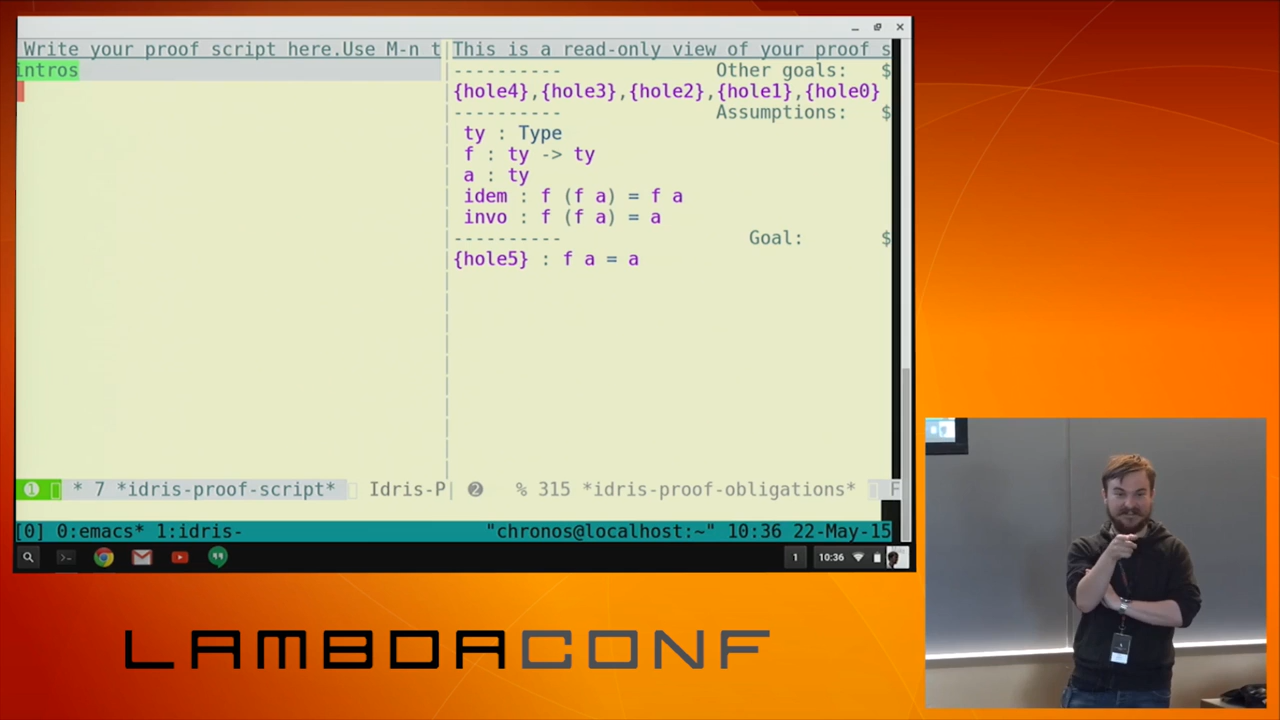 Write your proof script here.Use M-n t
intros
This is a read-only view of your proof s
---------- Other goals: $
{hole4},{hole3},{hole2},{hole1},{hole0}
---------- Assumptions: $
ty : Type
f : ty -> ty
a : ty
idem : f (f a) = f a
invo : f (f a) = a
---------- Goal: $
{hole5} : f a = a
1 * 7 *idris-proof-script* Idris-P
2 % 315 *idris-proof-obligations* F
[0] 0:emacs* 1:idris- "chronos@localhost:~" 10:36 22-May-15
1 10:36
LAMBDACONF